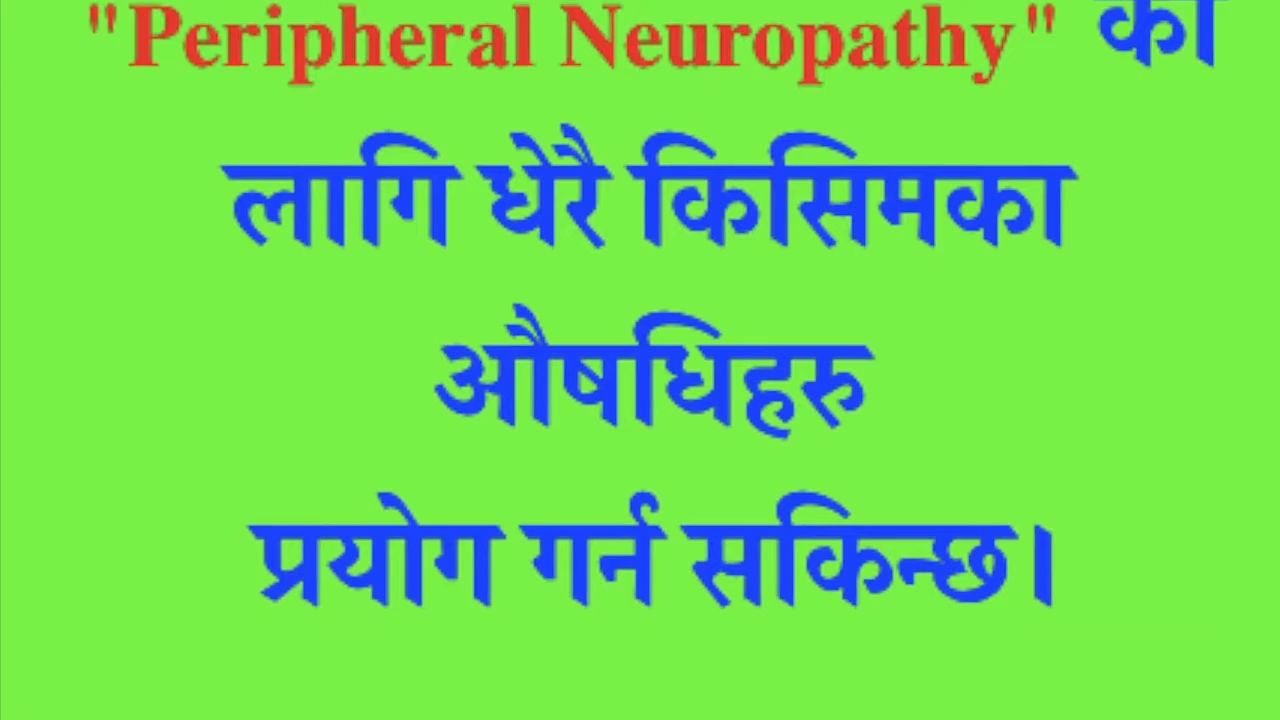 "Peripheral Neuropathy" का
लागि धेरै किसिमका
औषधिहरु
प्रयोग गर्न सकिन्छ।